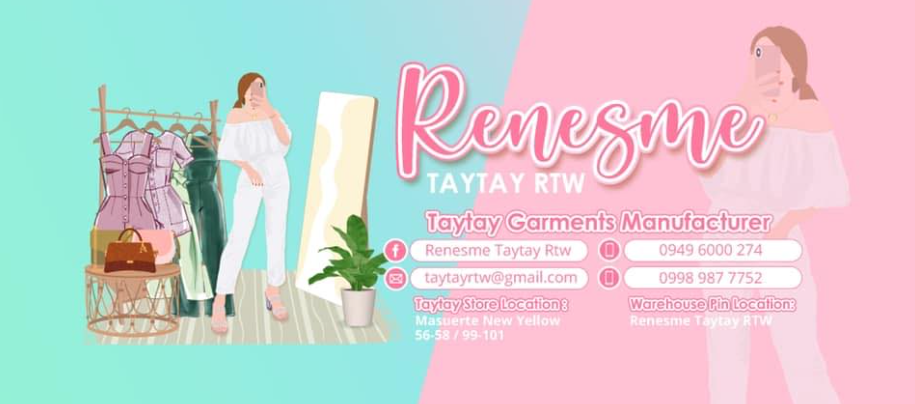 Renesme
TAYTAY RTW
Taytay Garments Manufacturer
Renesme Taytay Rtw
0949 6000 274
taytayrtw@gmail.com
0998 987 7752
Taytay Store Location:
Masuerte New Yellow
56-58 / 99-101
Warehouse Pin Location:
Renesme Taytay RTW